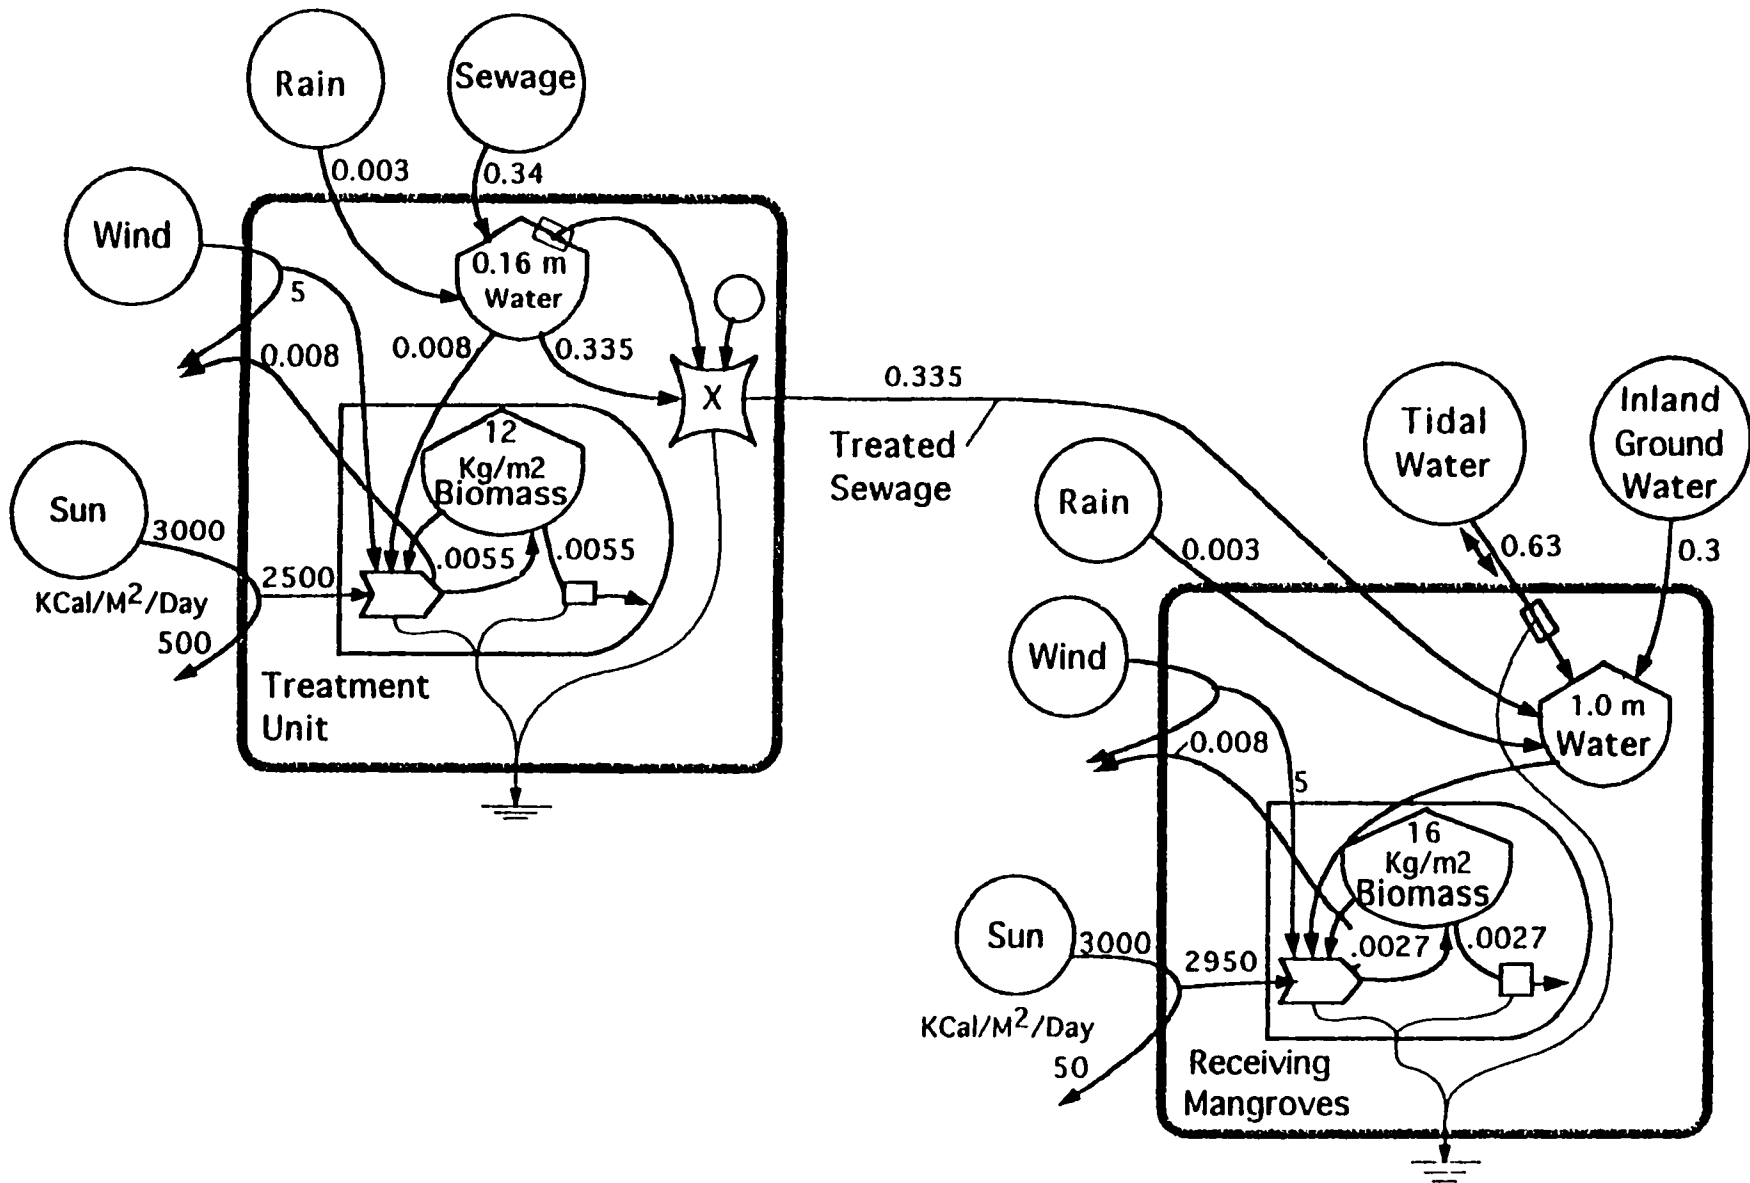 Rain
Sewage
0.003
0.34
Wind
0.16 m
Water
5
0.008
0.008
0.335
X
0.335
Treated
Sewage
12
Kg/m2
Biomass
Sun
3000
2500
.0055
.0055
KCal/M²/Day
500
Treatment
Unit
Tidal
Water
Inland
Ground
Water
Rain
0.003
0.63
0.3
Wind
1.0 m
Water
0.008
5
16
Kg/m2
Biomass
Sun
3000
2950
.0027
.0027
KCal/M²/Day
50
Receiving
Mangroves